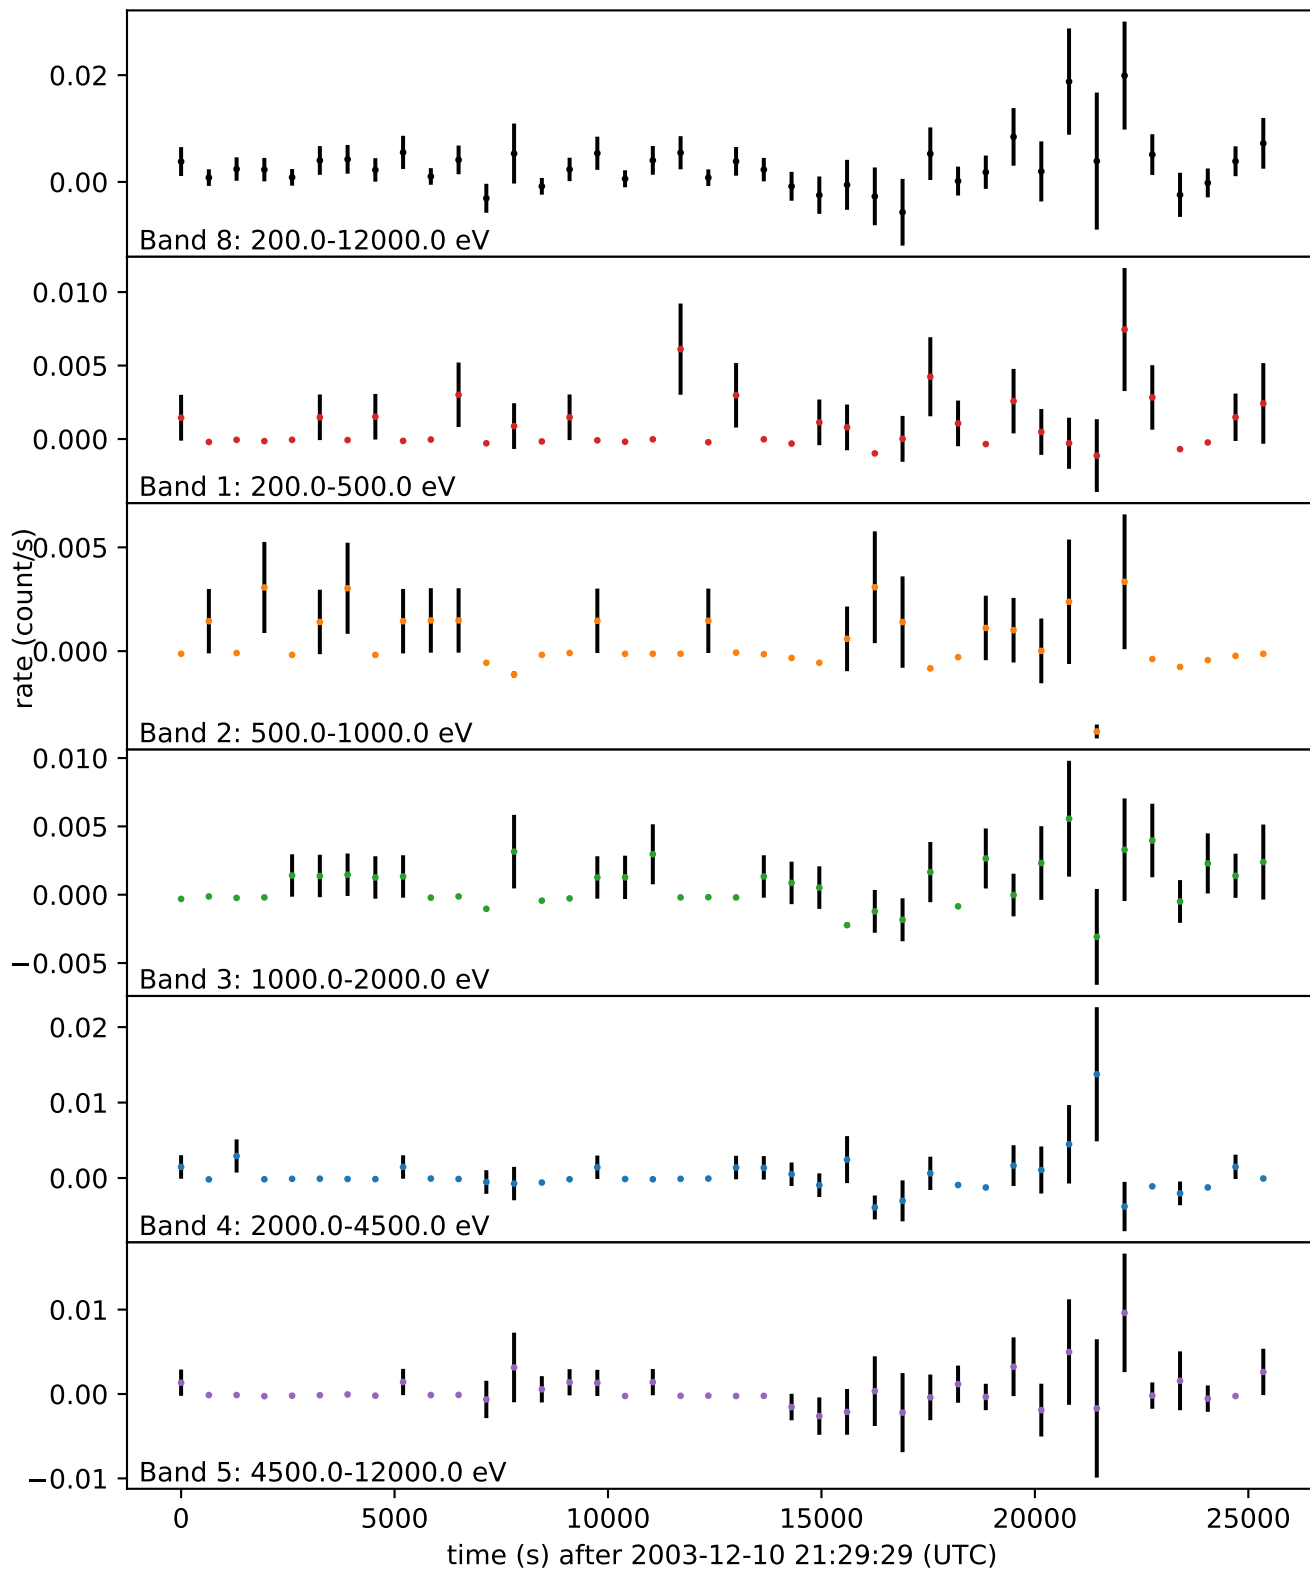 0.02
0.00
Band 8: 200.0-12000.0 eV
0.010
0.005
0.000
Band 1: 200.0-500.0 eV
rate (count/s)
0.005
0.000
Band 2: 500.0-1000.0 eV
0.010
0.005
0.000
−0.005
Band 3: 1000.0-2000.0 eV
0.02
0.01
0.00
Band 4: 2000.0-4500.0 eV
0.01
0.00
−0.01
Band 5: 4500.0-12000.0 eV
0 5000 10000 15000 20000 25000
time (s) after 2003-12-10 21:29:29 (UTC)